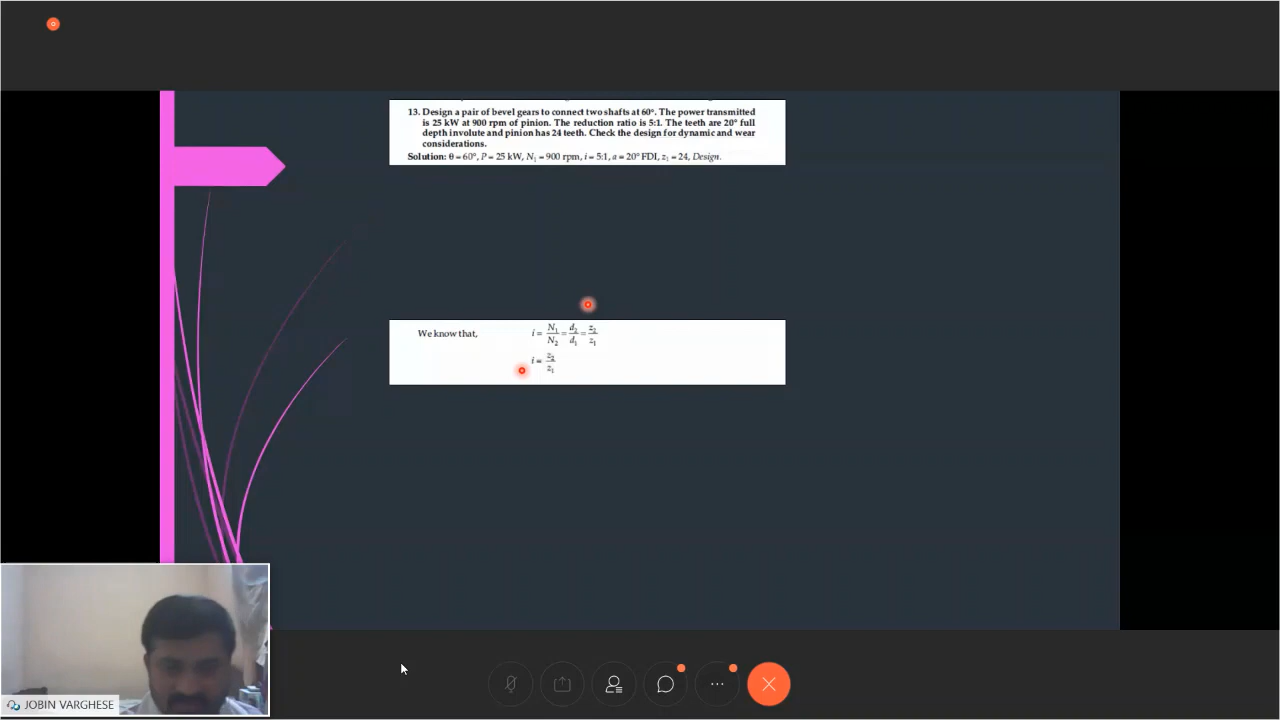 13. Design a pair of bevel gears to connect two shafts at 60°. The power transmitted
is 25 kW at 900 rpm of pinion. The reduction ratio is 5:1. The teeth are 20° full
depth involute and pinion has 24 teeth. Check the design for dynamic and wear
considerations.
Solution: θ = 60°, P = 25 kW, N₁ = 900 rpm, i = 5:1, a = 20° FDI, z₁ = 24, Design.
We know that, i = N₁/N₂ = d₂/d₁ = z₂/z₁
i = z₂/z₁
JOBIN VARGHESE